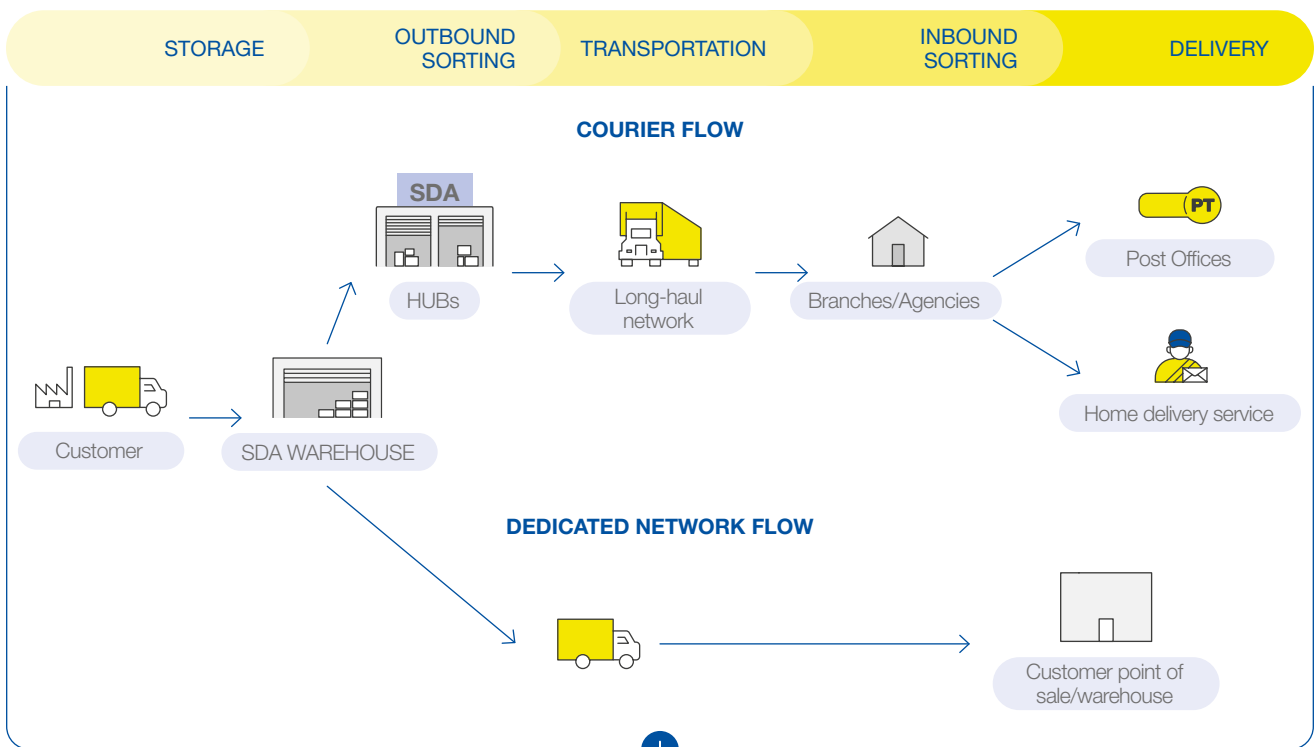 STORAGE
OUTBOUND
SORTING
TRANSPORTATION
INBOUND
SORTING
DELIVERY
COURIER FLOW
SDA
HUBs
Long-haul
network
Branches/Agencies
PT
Post Offices
Home delivery service
Customer
SDA WAREHOUSE
DEDICATED NETWORK FLOW
Customer point of
sale/warehouse